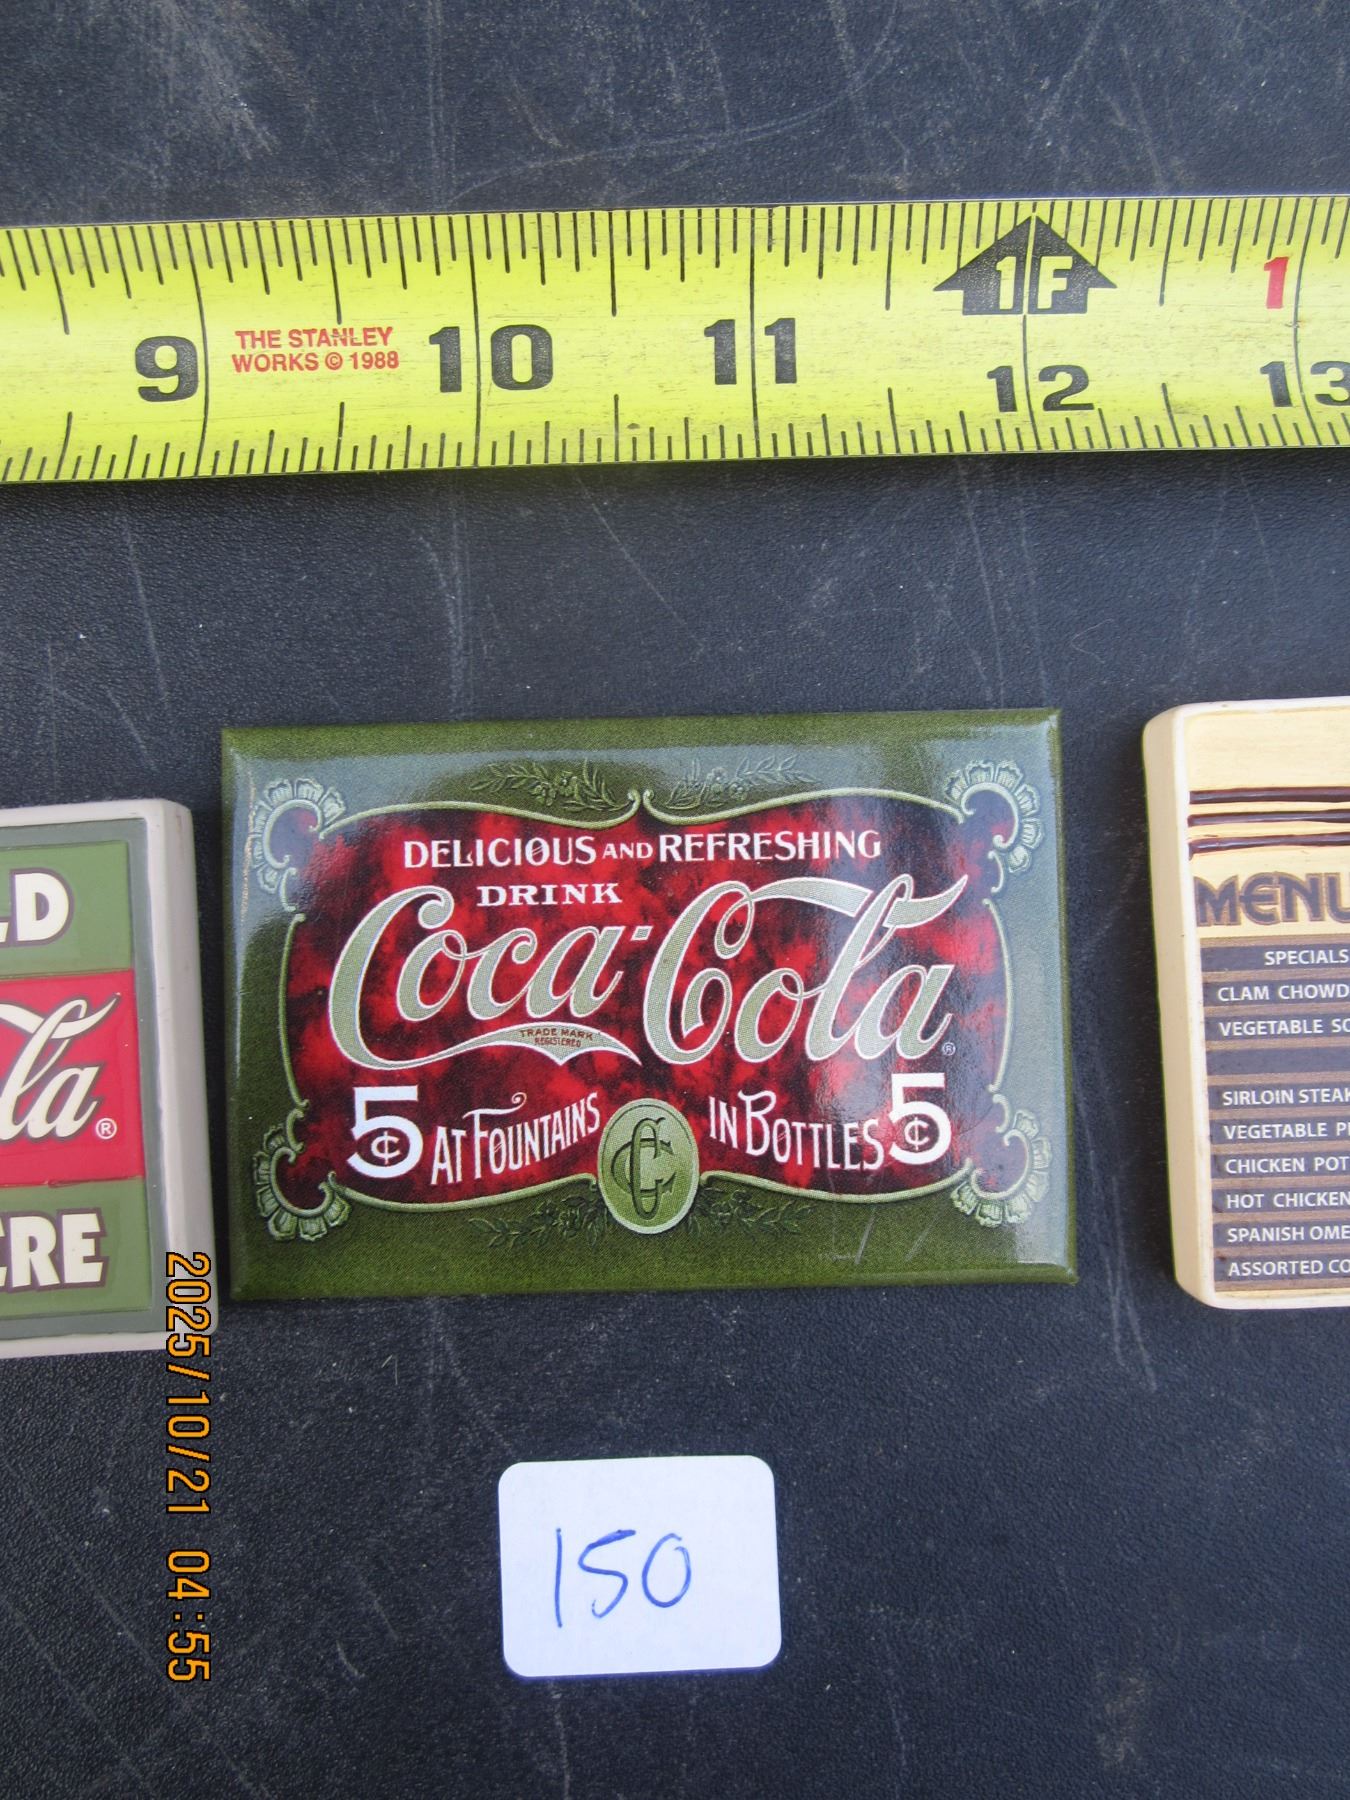 1F
1
9
THE STANLEY
WORKS © 1988
10
11
12
13
DELICIOUS AND REFRESHING
DRINK
Coca-Cola ®
TRADE MARK
REGISTERED
5¢ AT FOUNTAINS IN BOTTLES 5¢
LD
la ®
ERE
MENU
SPECIALS
CLAM CHOWD
VEGETABLE SO
SIRLOIN STEAK
VEGETABLE PI
CHICKEN POT
HOT CHICKEN
SPANISH OME
ASSORTED CO
150
2025/10/21 04:55